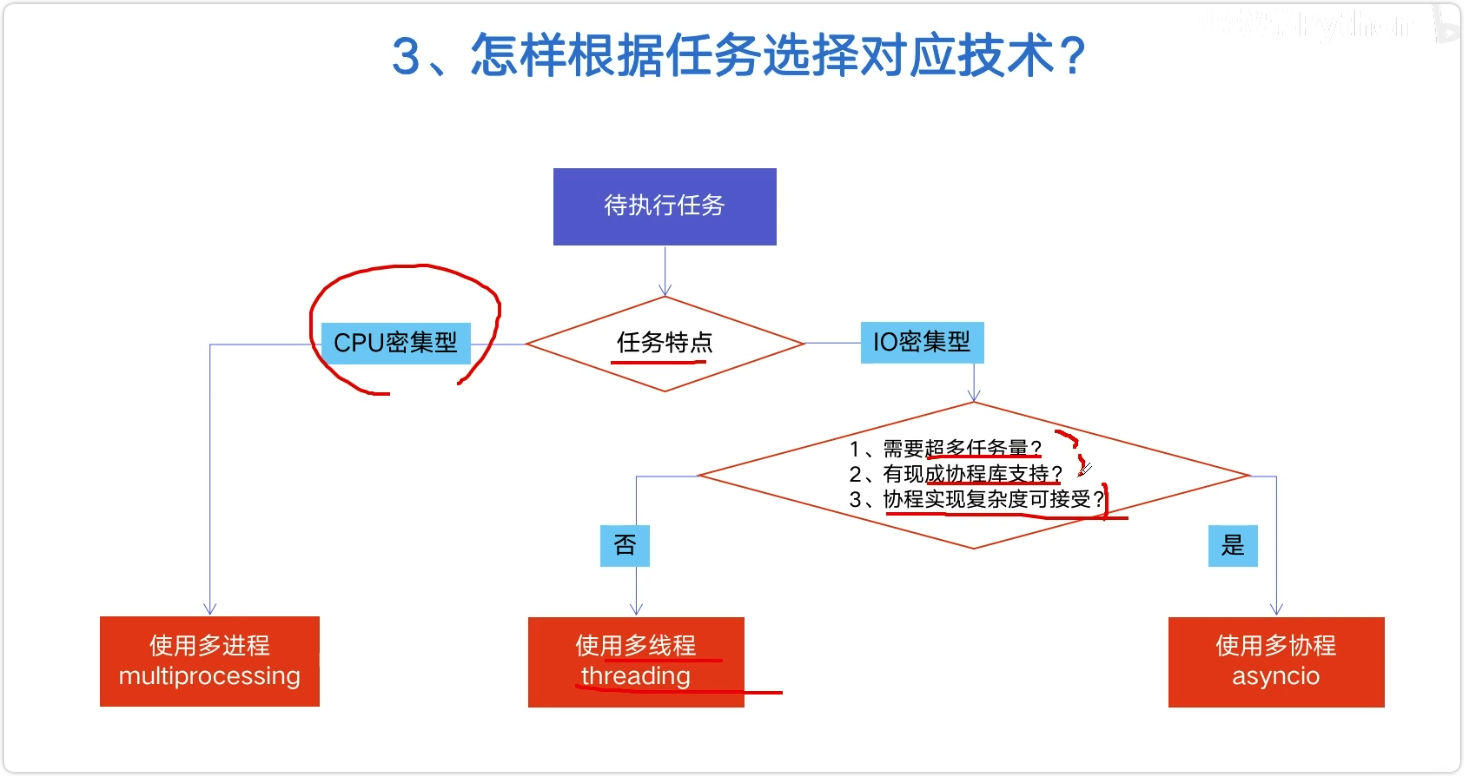 3、怎样根据任务选择对应技术？
待执行任务
CPU密集型
任务特点
IO密集型
1、需要超多任务量？
2、有现成协程库支持？
3、协程实现复杂度可接受？
否
是
使用多进程
multiprocessing
使用多线程
threading
使用多协程
asyncio